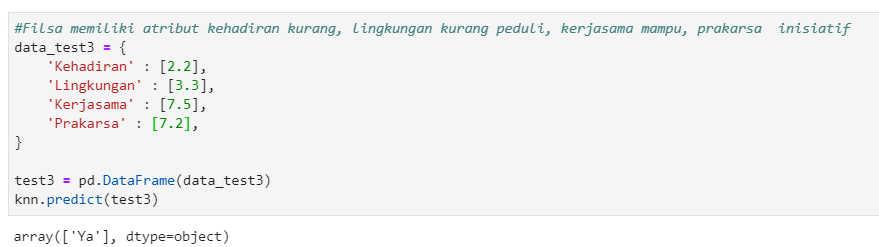 #Filsa memiliki atribut kehadiran kurang, lingkungan kurang peduli, kerjasama mampu, prakarsa  inisiatif
data_test3 = {
    'Kehadiran' : [2.2],
    'Lingkungan' : [3.3],
    'Kerjasama' : [7.5],
    'Prakarsa' : [7.2],
}
test3 = pd.DataFrame(data_test3)
knn.predict(test3)
array(['Ya'], dtype=object)